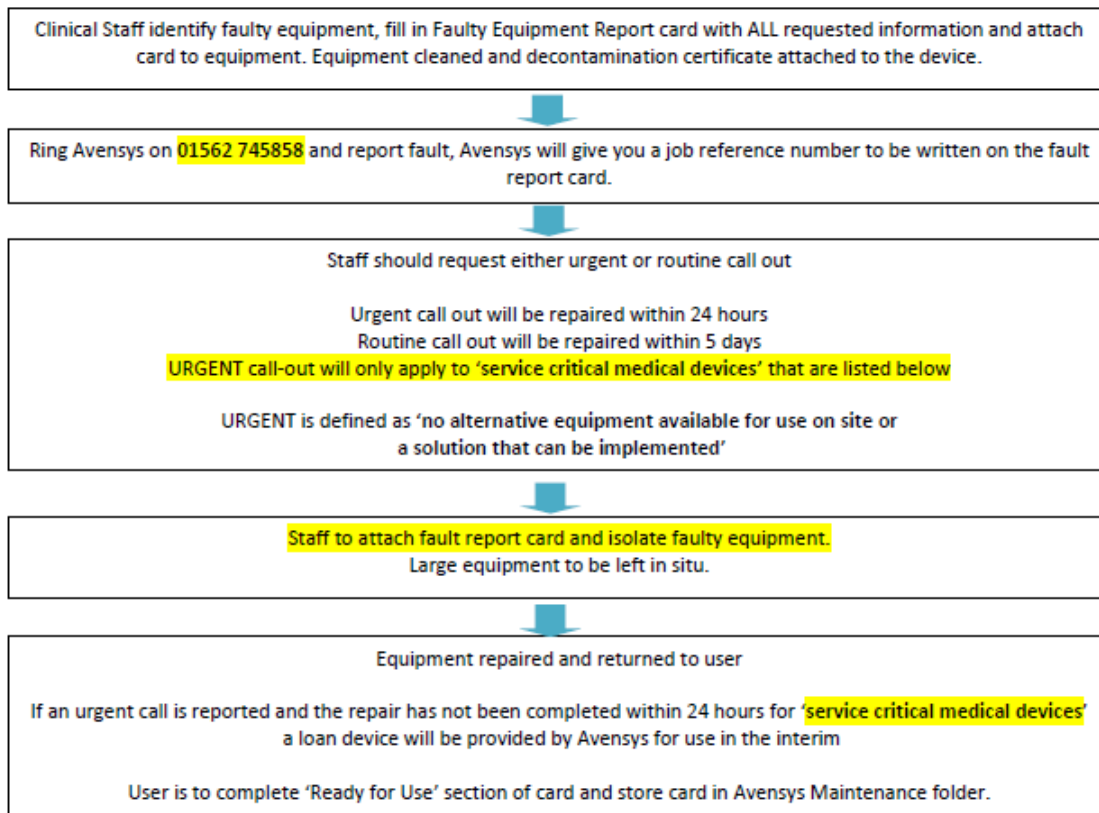 Clinical Staff identify faulty equipment, fill in Faulty Equipment Report card with ALL requested information and attach
card to equipment. Equipment cleaned and decontamination certificate attached to the device.
Ring Avensys on 01562 745858 and report fault, Avensys will give you a job reference number to be written on the fault
report card.
Staff should request either urgent or routine call out
Urgent call out will be repaired within 24 hours
Routine call out will be repaired within 5 days
URGENT call-out will only apply to ‘service critical medical devices’ that are listed below
URGENT is defined as ‘no alternative equipment available for use on site or
a solution that can be implemented’
Staff to attach fault report card and isolate faulty equipment.
Large equipment to be left in situ.
Equipment repaired and returned to user
If an urgent call is reported and the repair has not been completed within 24 hours for ‘service critical medical devices’
a loan device will be provided by Avensys for use in the interim
User is to complete ‘Ready for Use’ section of card and store card in Avensys Maintenance folder.